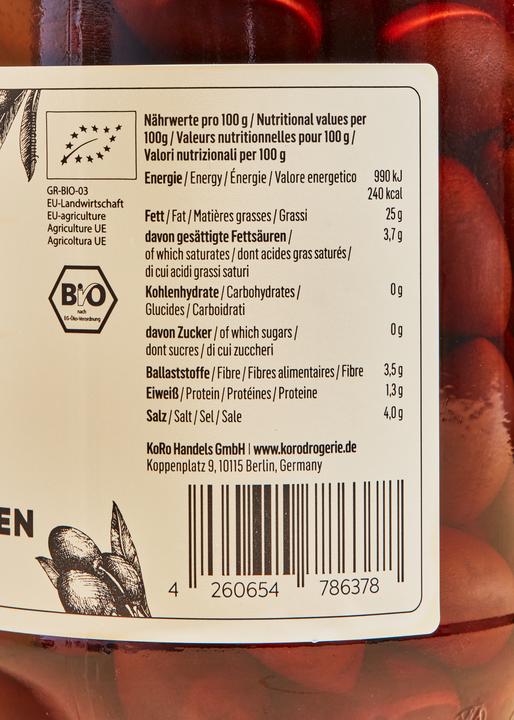 Nährwerte pro 100 g / Nutritional values per
100g / Valeurs nutritionnelles pour 100 g /
Valori nutrizionali per 100 g
Energie / Energy / Énergie / Valore energetico 990 kJ
240 kcal
Fett / Fat / Matières grasses / Grassi 25 g
davon gesättigte Fettsäuren / 3,7 g
of which saturates / dont acides gras saturés /
di cui acidi grassi saturi
Kohlenhydrate / Carbohydrates / 0 g
Glucides / Carboidrati
davon Zucker / of which sugars / 0 g
dont sucres / di cui zuccheri
Ballaststoffe / Fibre / Fibres alimentaires / Fibre 3,5 g
Eiweiß / Protein / Protéines / Proteine 1,3 g
Salz / Salt / Sel / Sale 4,0 g
KoRo Handels GmbH | www.korodrogerie.de
Koppenplatz 9, 10115 Berlin, Germany
4 260654 786378
GR-BIO-03
EU-Landwirtschaft
EU-agriculture
Agriculture UE
Agricoltura UE
BIO
nach
EG-Öko-Verordnung
EN